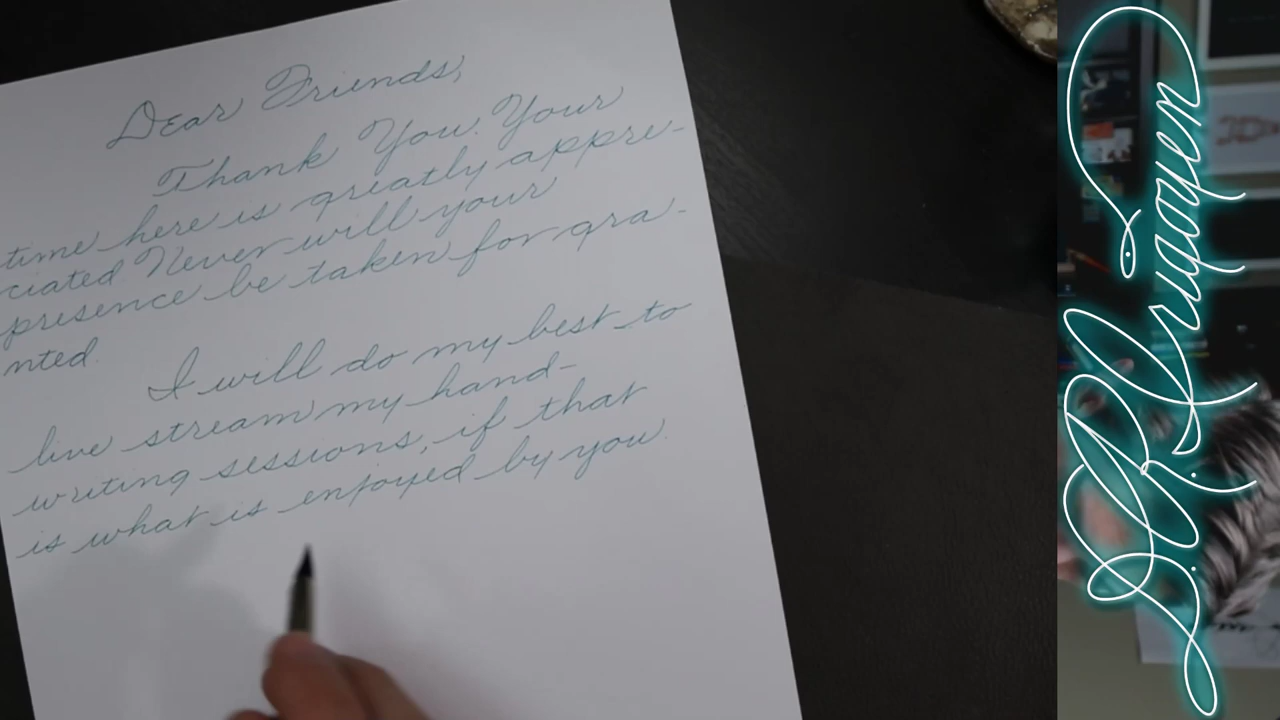 Dear Friends,
Thank You. Your
time here is greatly appre-
ciated Never will your
presence be taken for gra-
nted.
I will do my best to
live stream my hand-
writing sessions, if that
is what is enjoyed by you.